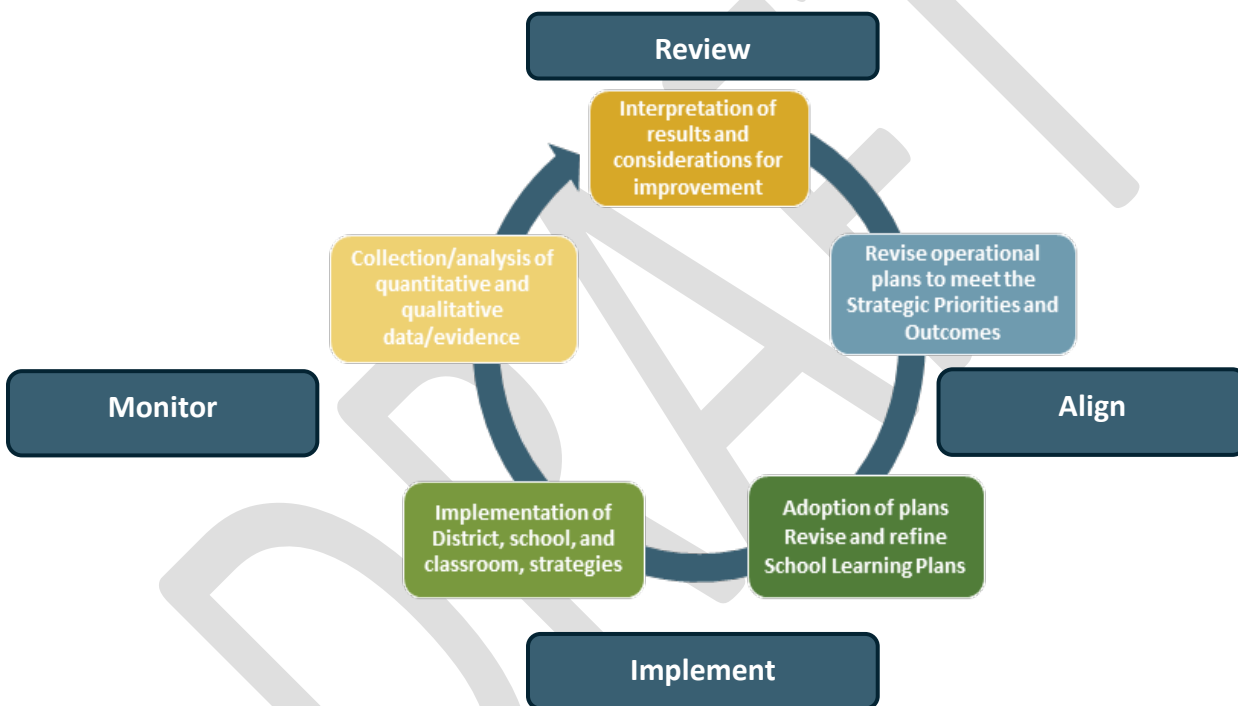 Review
Interpretation of
results and
considerations for
improvement
Revise operational
plans to meet the
Strategic Priorities and
Outcomes
Align
Adoption of plans
Revise and refine
School Learning Plans
Implement
Implementation of
District, school, and
classroom, strategies
Monitor
Collection/analysis of
quantitative and
qualitative
data/evidence
DRAFT